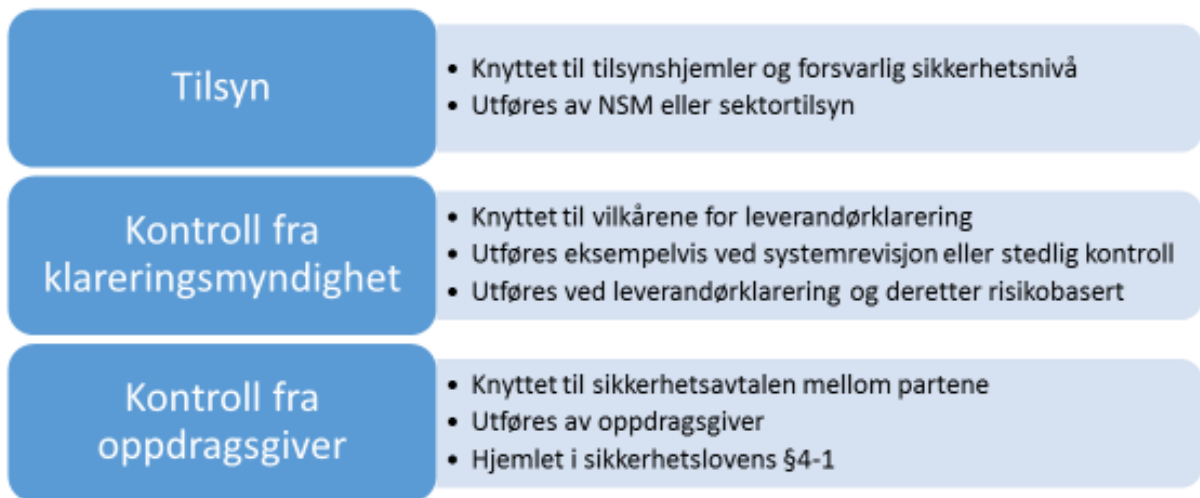 Tilsyn
• Knyttet til tilsynshjemler og forsvarlig sikkerhetsnivå
• Utføres av NSM eller sektortilsyn
Kontroll fra
klareringsmyndighet
• Knyttet til vilkårene for leverandørklarering
• Utføres eksempelvis ved systemrevisjon eller stedlig kontroll
• Utføres ved leverandørklarering og deretter risikobasert
Kontroll fra
oppdragsgiver
• Knyttet til sikkerhetsavtalen mellom partene
• Utføres av oppdragsgiver
• Hjemlet i sikkerhetslovens §4-1